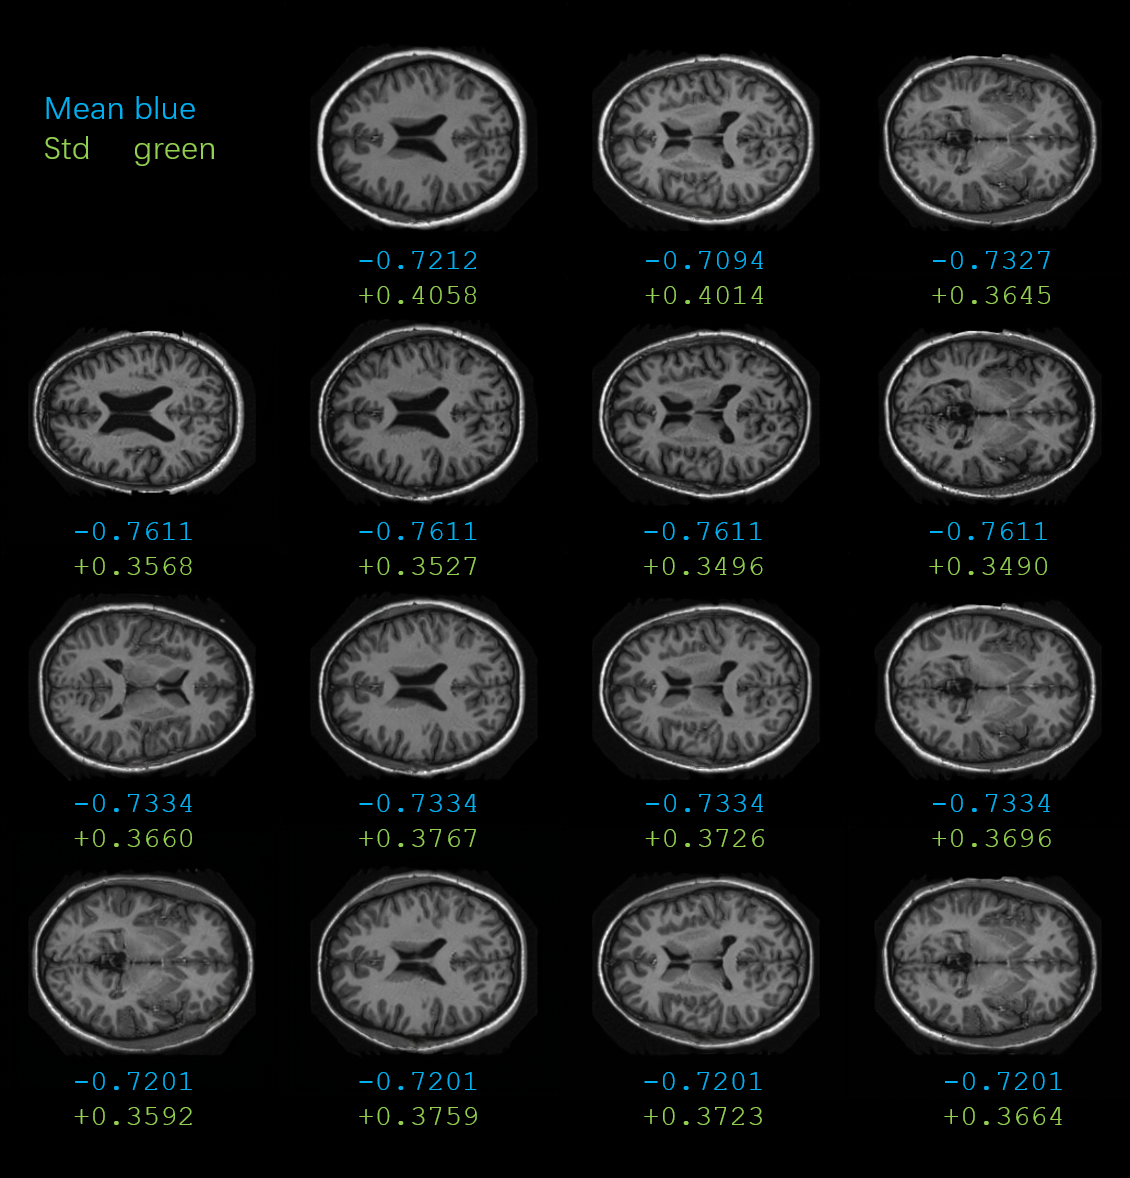 Mean blue
Std green
-0.7212 -0.7094 -0.7327
+0.4058 +0.4014 +0.3645
-0.7611 -0.7611 -0.7611 -0.7611
+0.3568 +0.3527 +0.3496 +0.3490
-0.7334 -0.7334 -0.7334 -0.7334
+0.3660 +0.3767 +0.3726 +0.3696
-0.7201 -0.7201 -0.7201 -0.7201
+0.3592 +0.3759 +0.3723 +0.3664